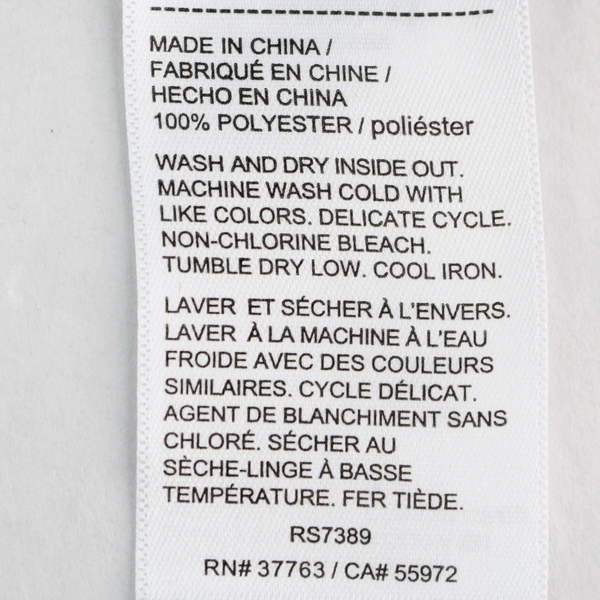 MADE IN CHINA /
FABRIQUÉ EN CHINE /
HECHO EN CHINA
100% POLYESTER / poliéster
WASH AND DRY INSIDE OUT.
MACHINE WASH COLD WITH
LIKE COLORS. DELICATE CYCLE.
NON-CHLORINE BLEACH.
TUMBLE DRY LOW. COOL IRON.
LAVER ET SÉCHER À L'ENVERS.
LAVER À LA MACHINE À L'EAU
FROIDE AVEC DES COULEURS
SIMILAIRES. CYCLE DÉLICAT.
AGENT DE BLANCHIMENT SANS
CHLORÉ. SÉCHER AU
SÈCHE-LINGE À BASSE
TEMPÉRATURE. FER TIÈDE.
RS7389
RN# 37763 / CA# 55972